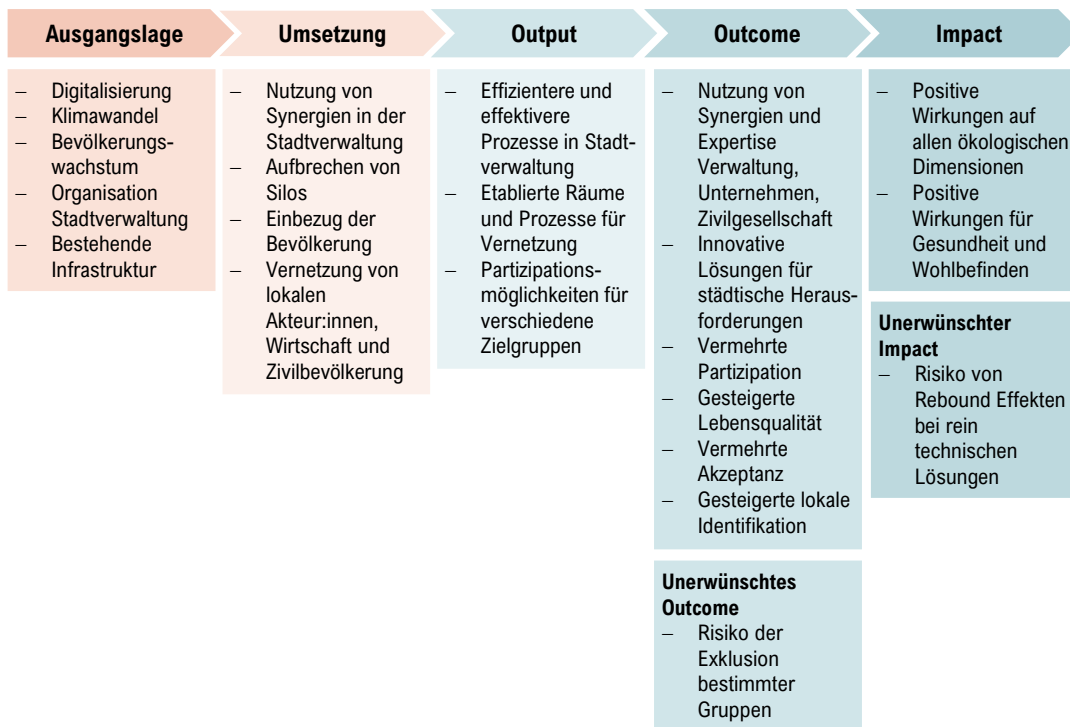 Ausgangslage
Umsetzung
Output
Outcome
Impact
– Digitalisierung
– Klimawandel
– Bevölkerungs-
wachstum
– Organisation
Stadtverwaltung
– Bestehende
Infrastruktur
– Nutzung von
Synergien in der
Stadtverwaltung
– Aufbrechen von
Silos
– Einbezug der
Bevölkerung
– Vernetzung von
lokalen
Akteur:innen,
Wirtschaft und
Zivilbevölkerung
– Effizientere und
effektivere
Prozesse in Stadt-
verwaltung
– Etablierte Räume
und Prozesse für
Vernetzung
– Partizipations-
möglichkeiten für
verschiedene
Zielgruppen
– Nutzung von
Synergien und
Expertise
Verwaltung,
Unternehmen,
Zivilgesellschaft
– Innovative
Lösungen für
städtische Heraus-
forderungen
– Vermehrte
Partizipation
– Gesteigerte
Lebensqualität
– Vermehrte
Akzeptanz
– Gesteigerte lokale
Identifikation
Unerwünschtes
Outcome
– Risiko der
Exklusion
bestimmter
Gruppen
– Positive
Wirkungen auf
allen ökologischen
Dimensionen
– Positive
Wirkungen für
Gesundheit und
Wohlbefinden
Unerwünschter
Impact
– Risiko von
Rebound Effekten
bei rein
technischen
Lösungen